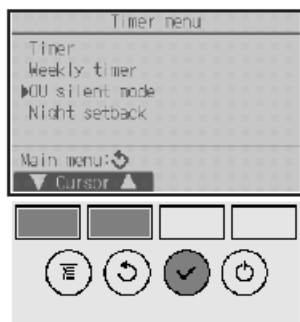 Timer menu
Timer
Weekly timer
▶OU silent mode
Night setback
Main menu:↺
▼ Cursor ▲